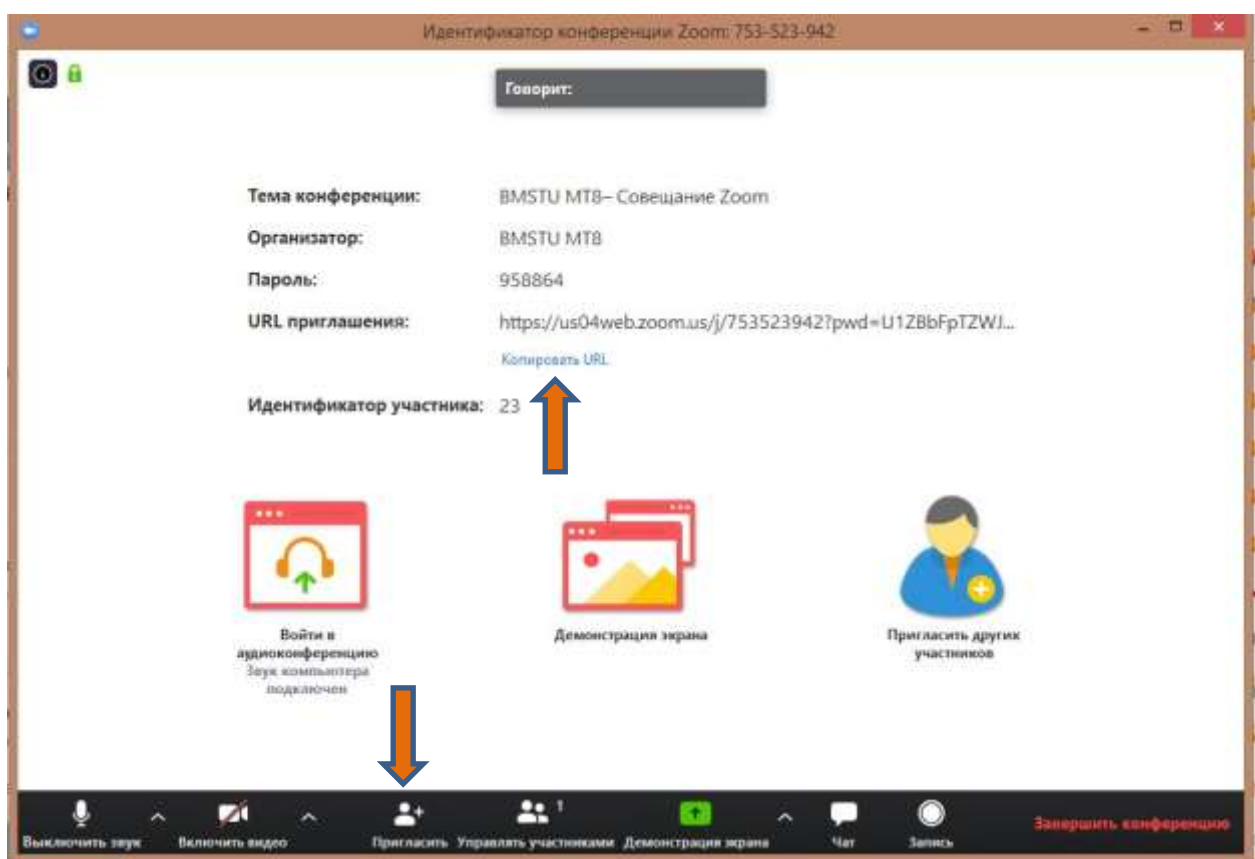 Идентификатор конференции Zoom: 753-523-942
Говорит:
Тема конференции: BMSTU MT8– Совещание Zoom
Организатор: BMSTU MT8
Пароль: 958864
URL приглашения: https://us04web.zoom.us/j/753523942?pwd=U1ZBbFpTZWJ...
Копировать URL
Идентификатор участника: 23
Войти в
аудиоконференцию
Звук компьютера
подключен
Демонстрация экрана
Пригласить других
участников
1
Выключить звук Включить видео Пригласить Управлять участниками Демонстрация экрана Чат Запись Завершить конференцию